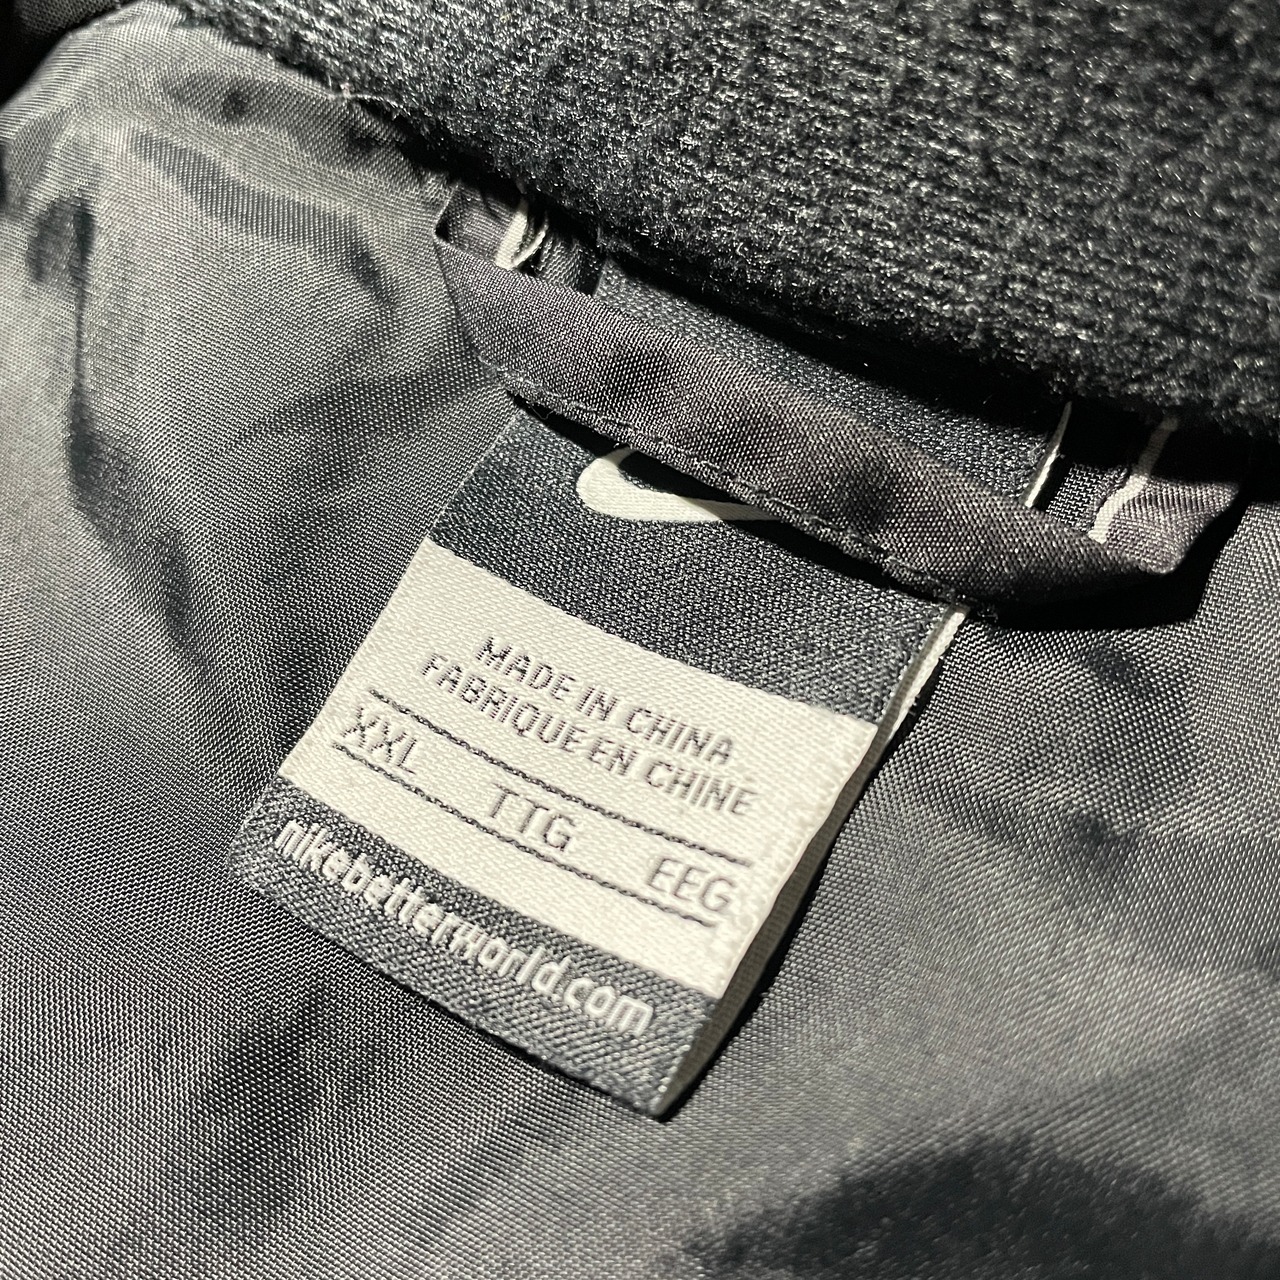 MADE IN CHINA
FABRIQUE EN CHINE
XXL TTG EEG
nikebetterworld.com